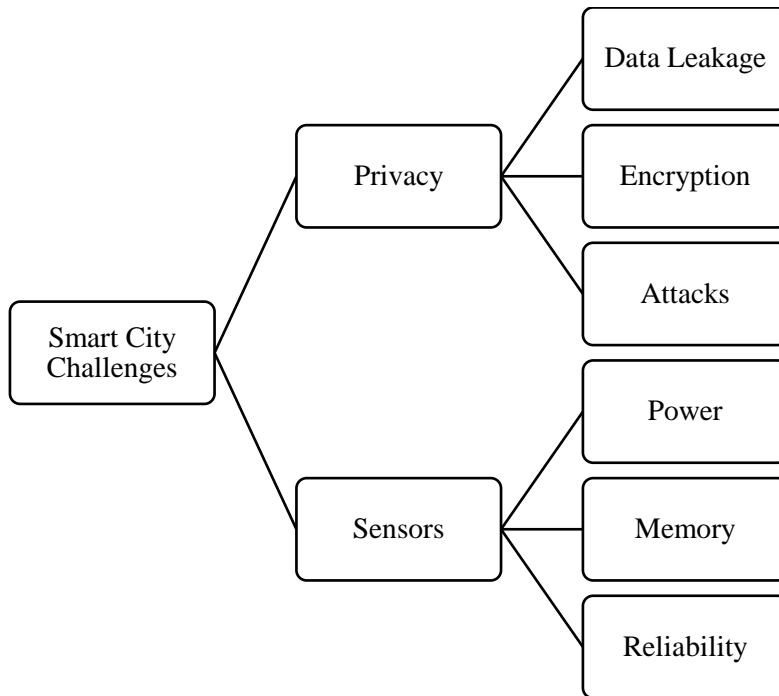 Data Leakage
Privacy
Encryption
Attacks
Smart City
Challenges
Power
Sensors
Memory
Reliability